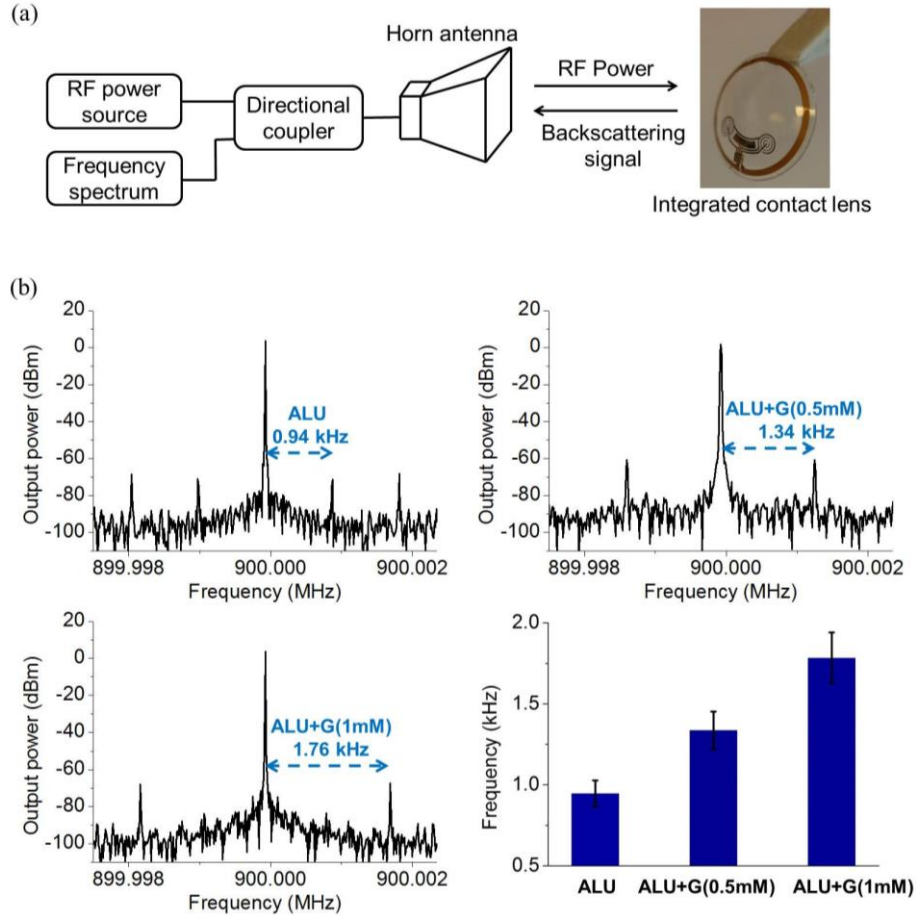 (a)
Horn antenna
RF power
source
Directional
coupler
RF Power
Frequency
spectrum
Backscattering
signal
Integrated contact lens
(b)
20
0
-20
-40
-60
-80
-100
Output power (dBm)
ALU
0.94 kHz
899.998
900.000
900.002
Frequency (MHz)
20
0
-20
-40
-60
-80
-100
Output power (dBm)
ALU+G(0.5mM)
1.34 kHz
899.998
900.000
900.002
Frequency (MHz)
20
0
-20
-40
-60
-80
-100
Output power (dBm)
ALU+G(1mM)
1.76 kHz
899.998
900.000
900.002
Frequency (MHz)
2.0
1.5
1.0
0.5
Frequency (kHz)
ALU
ALU+G(0.5mM)
ALU+G(1mM)